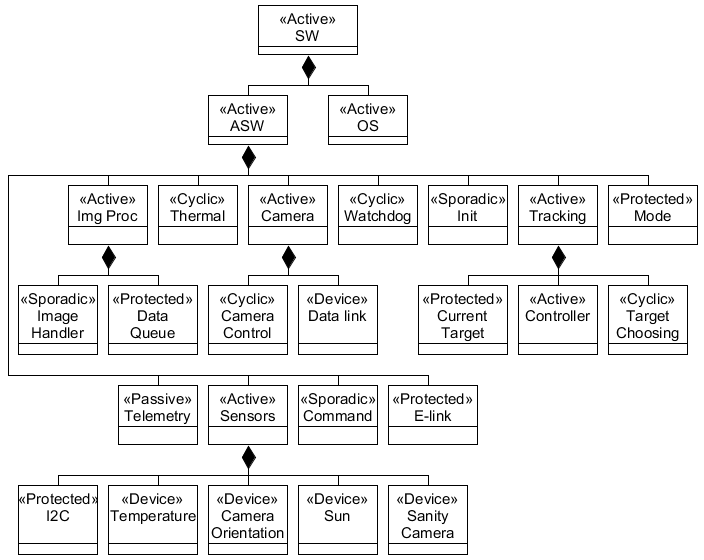 «Active»
SW
«Active»
ASW
«Active»
OS
«Active»
Img Proc
«Cyclic»
Thermal
«Active»
Camera
«Cyclic»
Watchdog
«Sporadic»
Init
«Active»
Tracking
«Protected»
Mode
«Sporadic»
Image
Handler
«Protected»
Data
Queue
«Cyclic»
Camera
Control
«Device»
Data link
«Protected»
Current
Target
«Active»
Controller
«Cyclic»
Target
Choosing
«Passive»
Telemetry
«Active»
Sensors
«Sporadic»
Command
«Protected»
E-link
«Protected»
I2C
«Device»
Temperature
«Device»
Camera
Orientation
«Device»
Sun
«Device»
Sanity
Camera